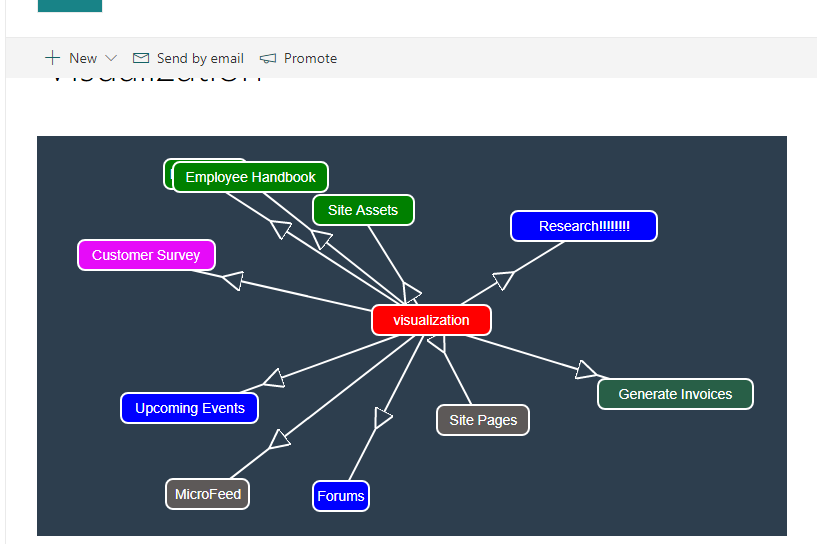 New
Send by email
Promote
Visualization
Employee Handbook
Site Assets
Research!!!!!!!!
Customer Survey
visualization
Generate Invoices
Upcoming Events
Site Pages
MicroFeed
Forums